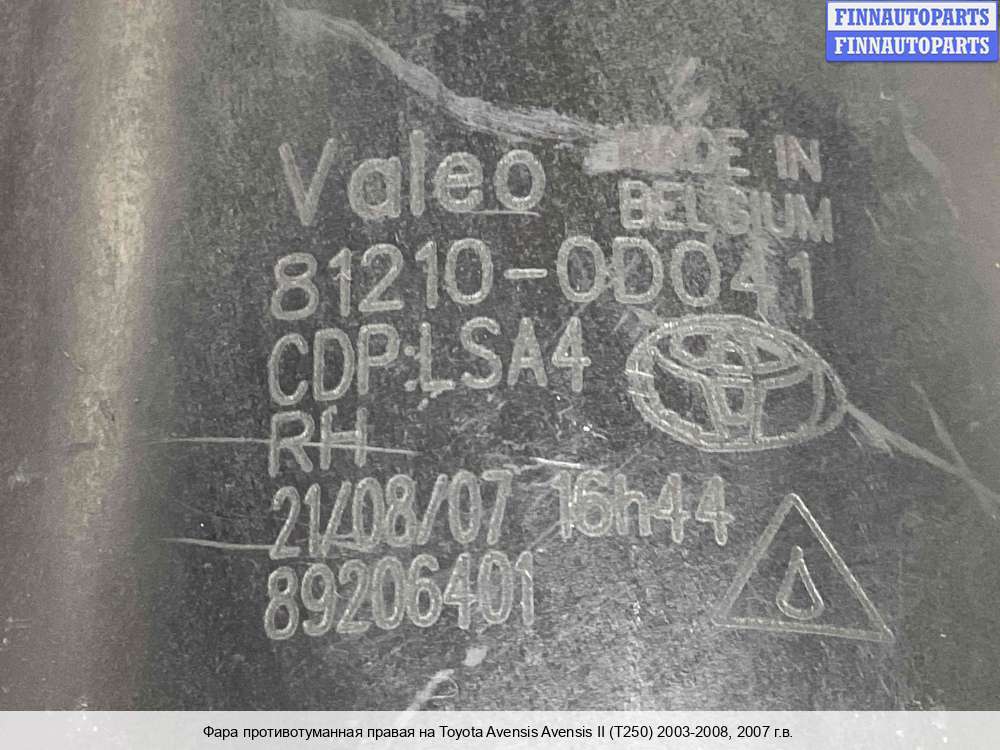 FINNAUTOPARTS
FINNAUTOPARTS
Valeo
MADE IN
BELGIUM
81210-0D041
CDP:LSA4
RH
21/08/07 16h44
89206401
Фара противотуманная правая на Toyota Avensis Avensis II (T250) 2003-2008, 2007 г.в.